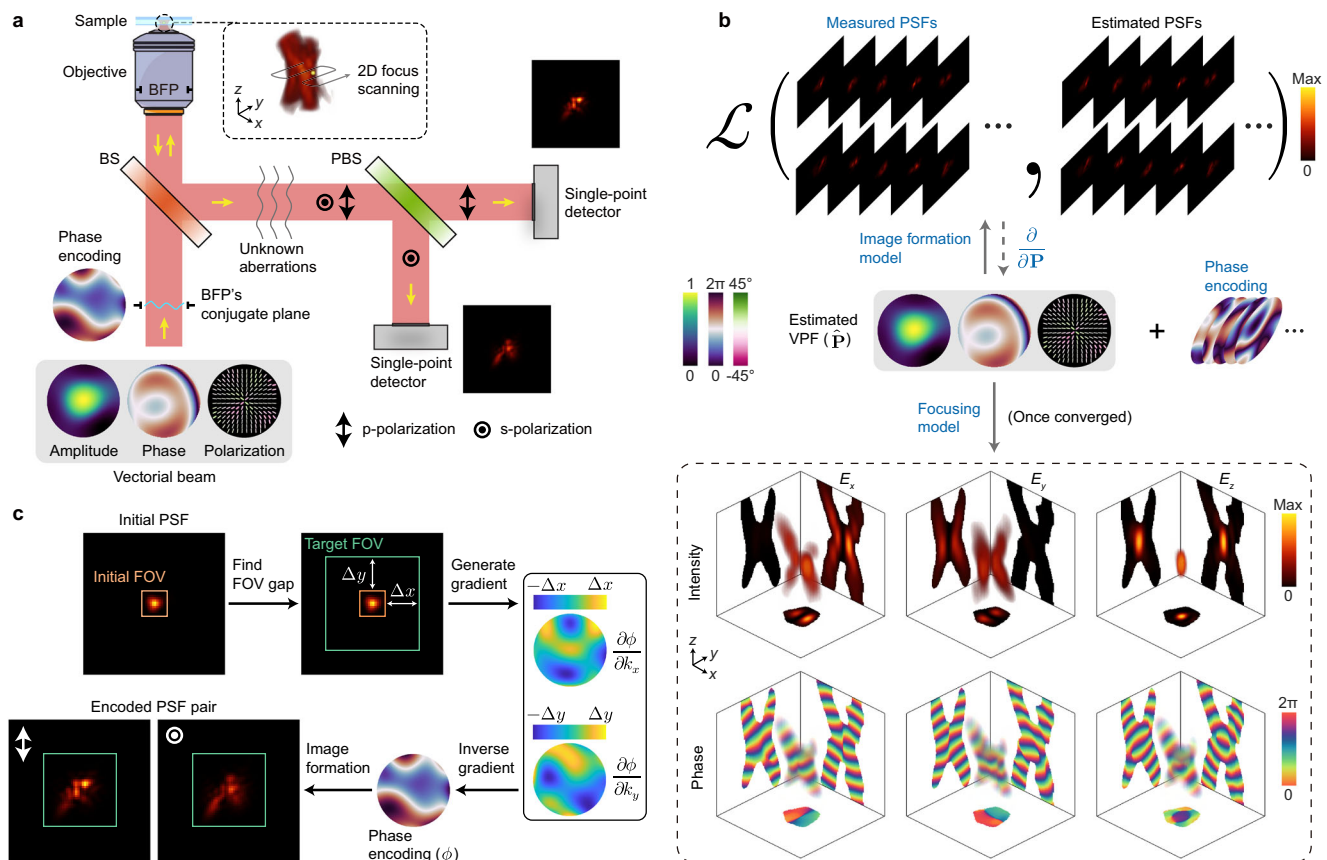 a
Sample
Objective
BFP
2D focus
scanning
z
y
x
BS
PBS
Single-point
detector
Unknown
aberrations
Phase
encoding
BFP's
conjugate plane
Single-point
detector
Amplitude
Phase
Polarization
Vectorial beam
p-polarization
s-polarization
b
Measured PSFs
Estimated PSFs
ℒ ( ... , ... )
Max
0
Image formation
model
∂
∂P
Phase
encoding
1
2π
45°
0
0
-45°
Estimated
VPF (P̂)
+
...
Focusing
model
(Once converged)
Ex
Ey
Ez
Intensity
Max
0
z
y
x
Phase
2π
0
c
Initial PSF
Initial FOV
Find
FOV gap
Target FOV
Δy
Δx
Generate
gradient
−Δx Δx
∂ϕ
∂kx
−Δy Δy
∂ϕ
∂ky
Inverse
gradient
Phase
encoding (ϕ)
Image
formation
Encoded PSF pair